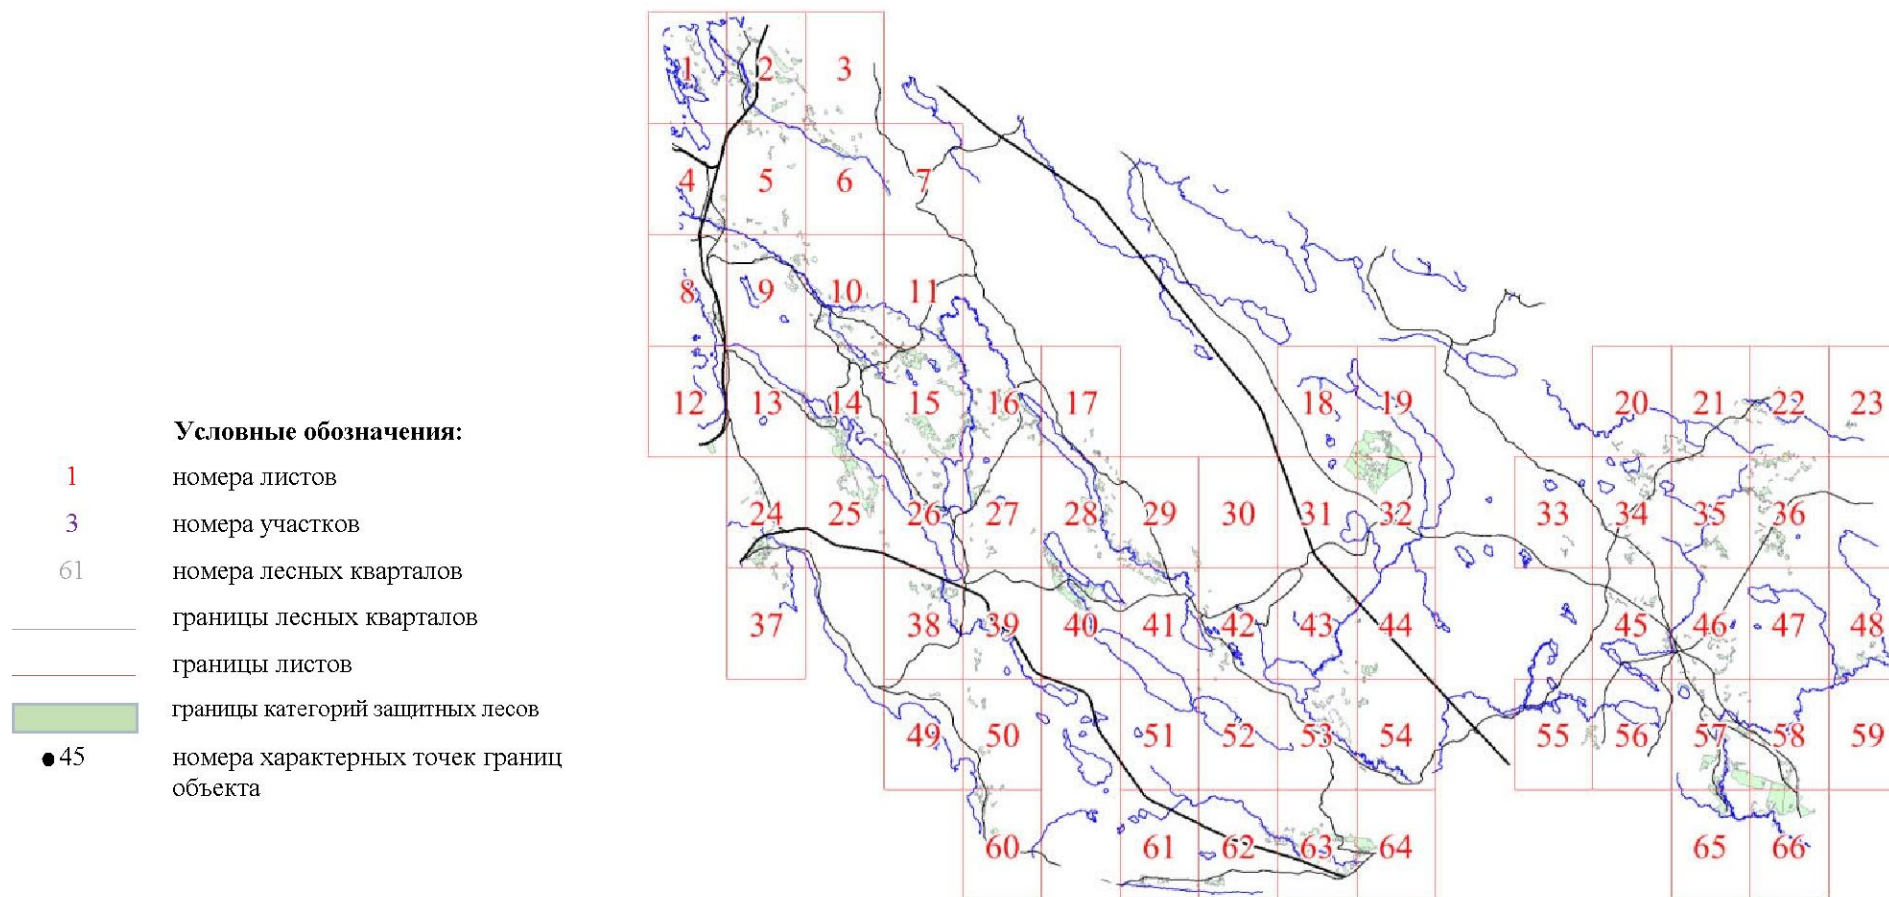 Условные обозначения:
1 номера листов
3 номера участков
61 номера лесных кварталов
границы лесных кварталов
границы листов
границы категорий защитных лесов
45 номера характерных точек границ
объекта
1 2 3
4 5 6 7
8 9 10 11
12 13 14 15 16 17 18 19 20 21 22 23
24 25 26 27 28 29 30 31 32 33 34 35 36
37 38 39 40 41 42 43 44 45 46 47 48
49 50 51 52 53 54 55 56 57 58 59
60 61 62 63 64 65 66